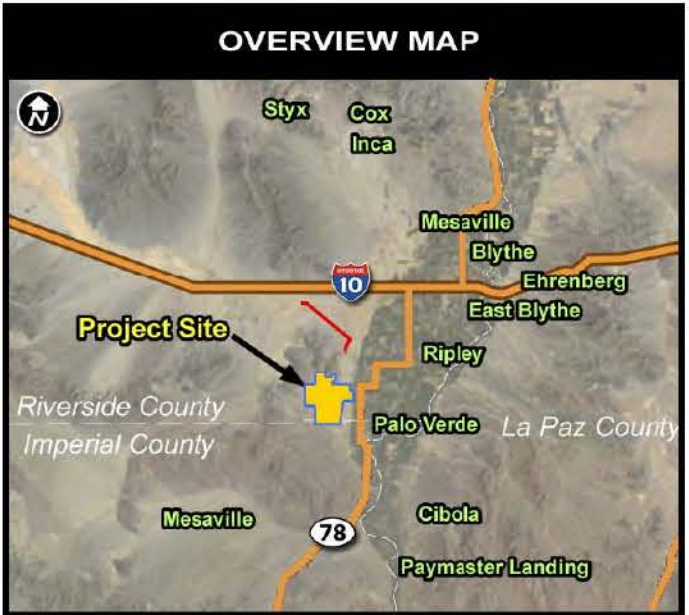 OVERVIEW MAP
N
Styx
Cox
Inca
Mesaville
Blythe
INTERSTATE
10
Ehrenberg
East Blythe
Project Site
Ripley
Riverside County
Palo Verde
La Paz County
Imperial County
Mesaville
Cibola
78
Paymaster Landing